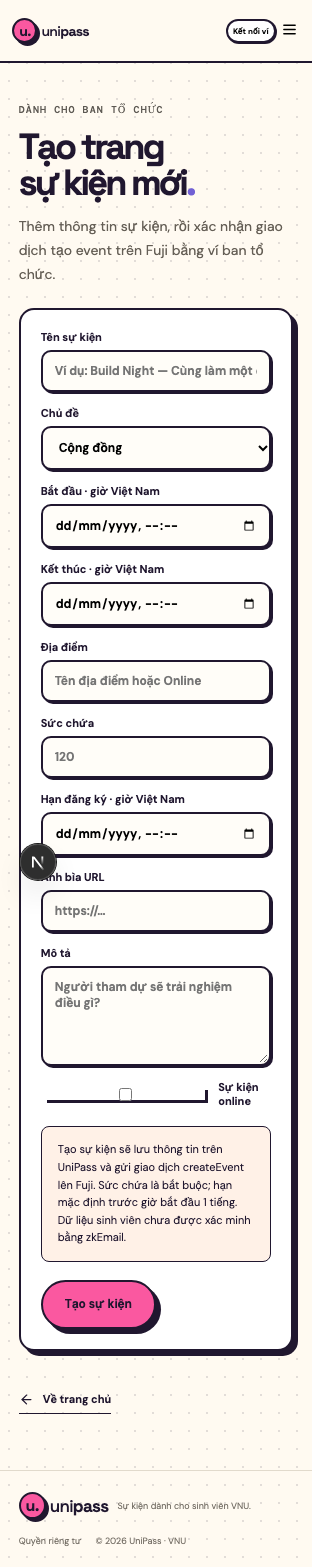 u. unipass
Kết nối ví
DÀNH CHO BAN TỔ CHỨC
Tạo trang
sự kiện mới.
Thêm thông tin sự kiện, rồi xác nhận giao
dịch tạo event trên Fuji bằng ví ban tổ
chức.
Tên sự kiện
Ví dụ: Build Night — Cùng làm một
Chủ đề
Cộng đồng
Bắt đầu · giờ Việt Nam
dd/mm/yyyy, --:--
Kết thúc · giờ Việt Nam
dd/mm/yyyy, --:--
Địa điểm
Tên địa điểm hoặc Online
Sức chứa
120
Hạn đăng ký · giờ Việt Nam
dd/mm/yyyy, --:--
N
Ảnh bìa URL
https://…
Mô tả
Người tham dự sẽ trải nghiệm
điều gì?
Sự kiện
online
Tạo sự kiện sẽ lưu thông tin trên
UniPass và gửi giao dịch createEvent
lên Fuji. Sức chứa là bắt buộc; hạn
mặc định trước giờ bắt đầu 1 tiếng.
Dữ liệu sinh viên chưa được xác minh
bằng zkEmail.
Tạo sự kiện
← Về trang chủ
u. unipass Sự kiện dành cho sinh viên VNU.
Quyền riêng tư © 2026 UniPass · VNU